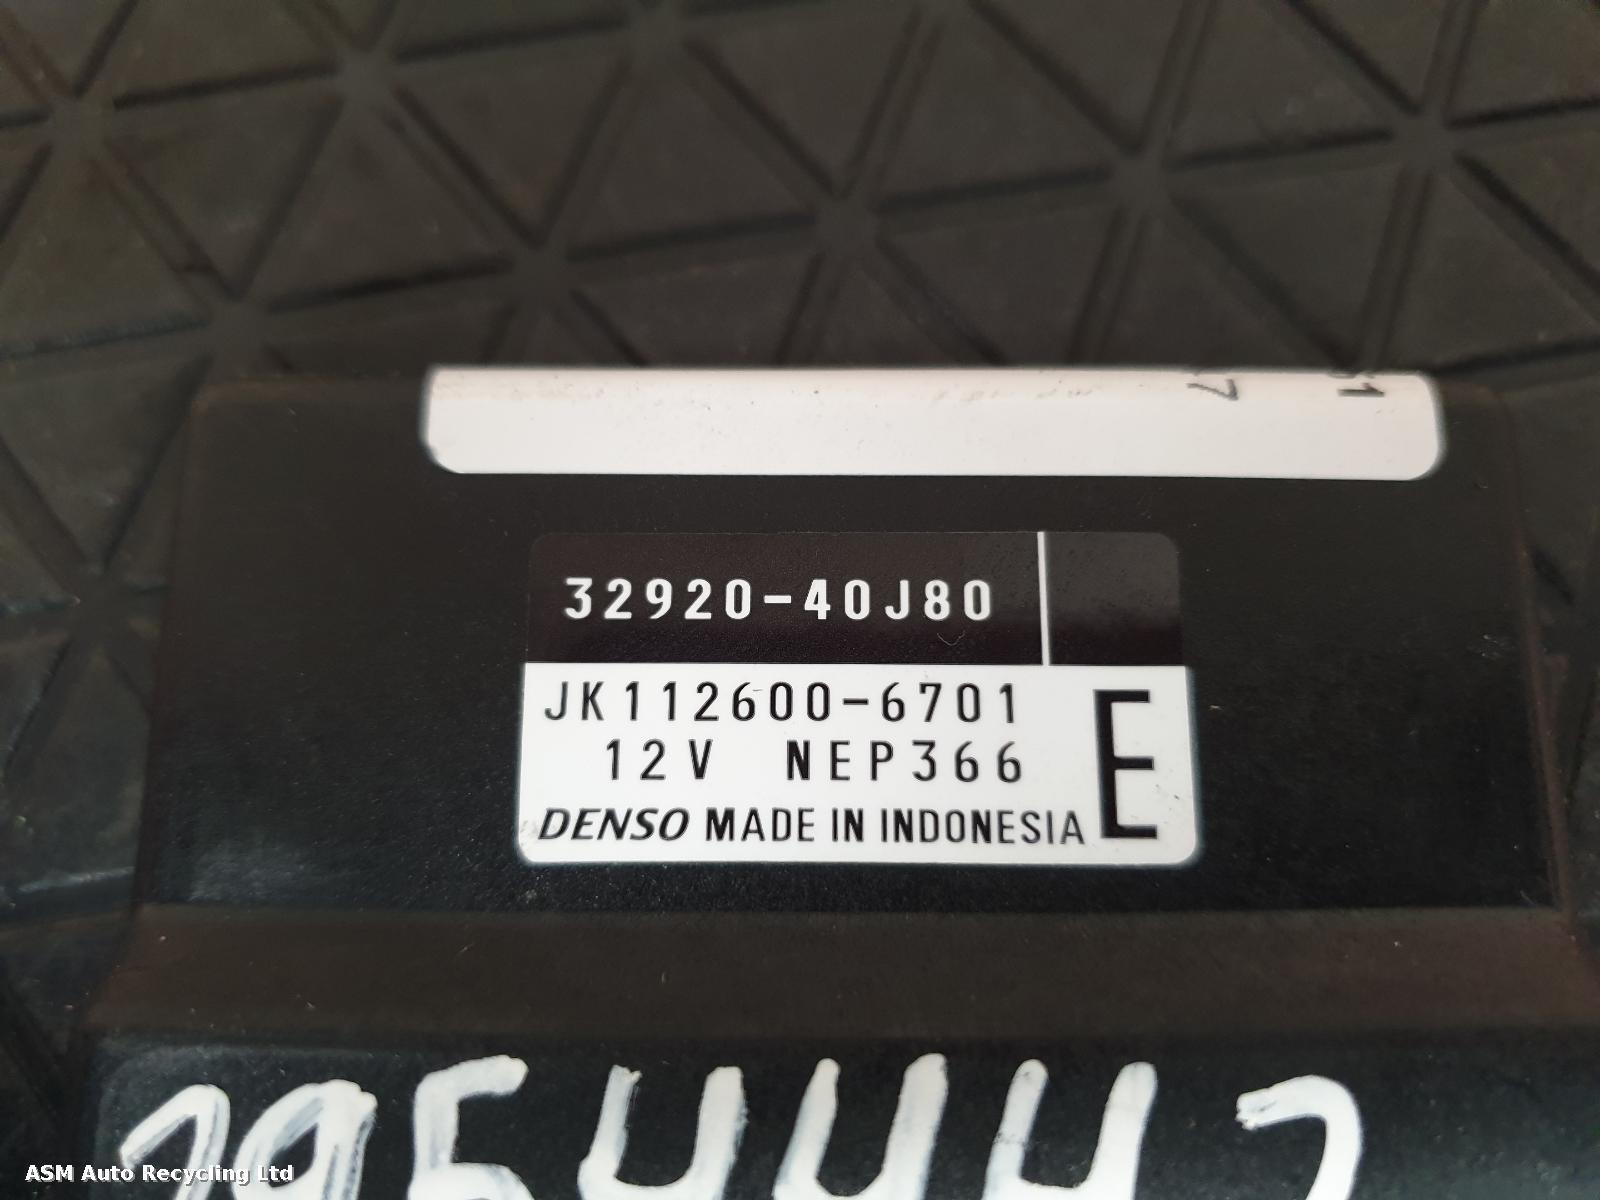 32920-40J80
JK112600-6701
12V NEP366
E
DENSO MADE IN INDONESIA
ASM Auto Recycling Ltd